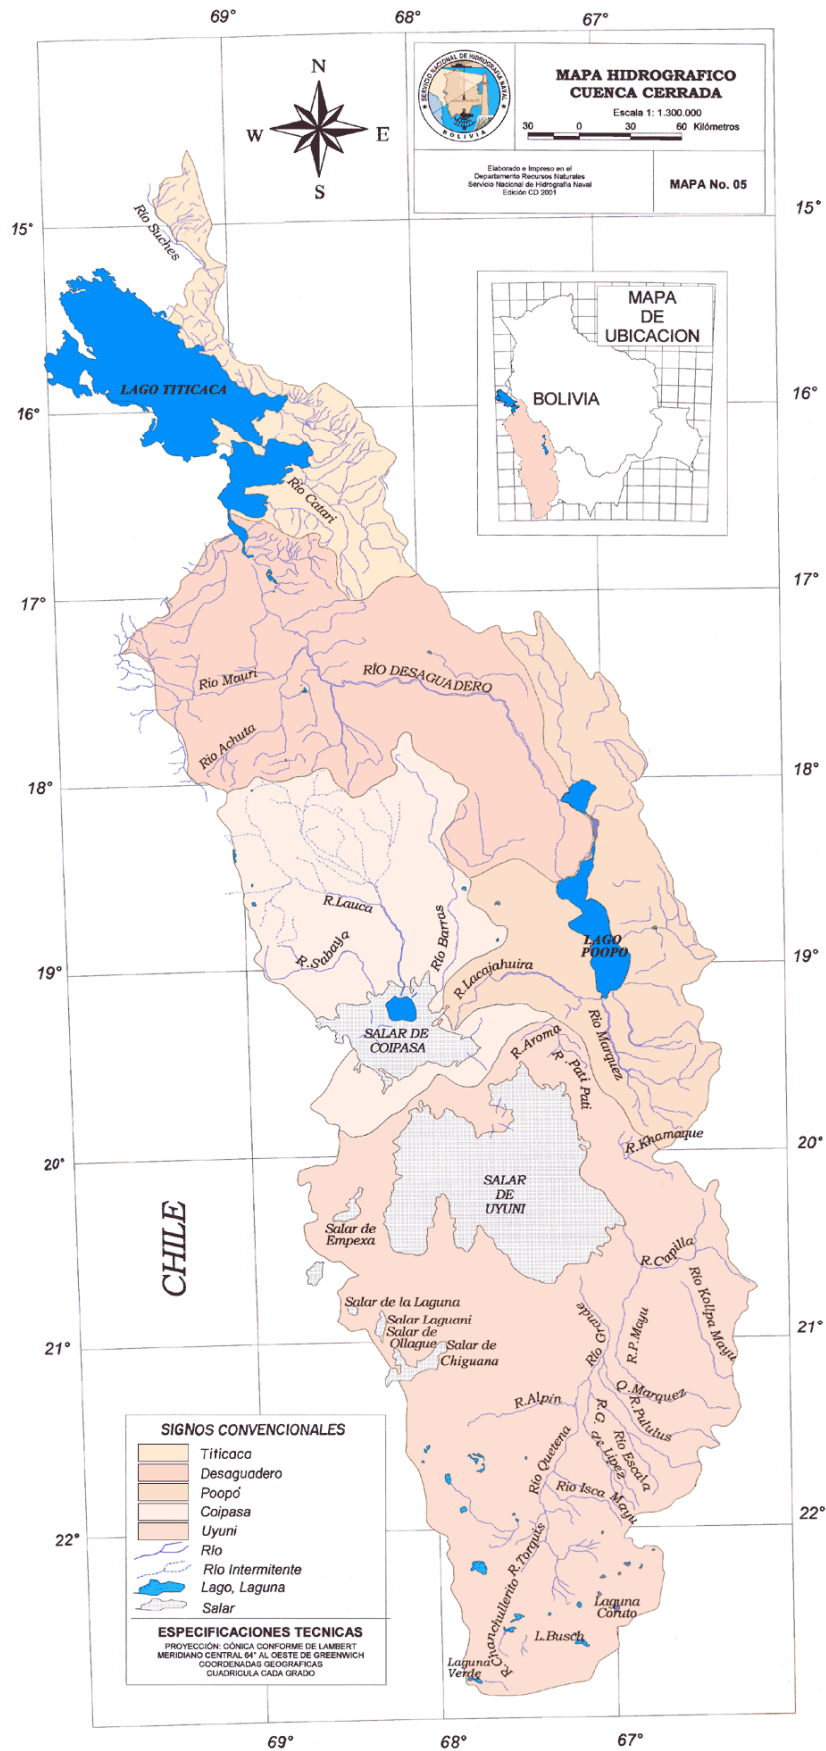 69°
68°
67°
SERVICIO NACIONAL DE HIDROGRAFIA NAVAL
BOLIVIA
MAPA HIDROGRAFICO
CUENCA CERRADA
Escala 1: 1.300.000
30 0 30 60 Kilómetros
Elaborado e Impreso en el
Departamento Recursos Naturales
Servicio Nacional de Hidrografia Naval
Edición CD 2001
MAPA No. 05
N
W E
S
15°
15°
Río Suches
MAPA
DE
UBICACION
BOLIVIA
LAGO TITICACA
16°
16°
Río Catari
17°
17°
Río Mauri
RÍO DESAGUADERO
Río Achuta
18°
18°
R.Lauca
Río Barras
R. Sabaya
LAGO
POOPO
19°
19°
R.Lacajahuira
SALAR DE
COIPASA
R.Aroma
Río Marquez
R. Pati Pati
R.Khamaque
20°
20°
SALAR
DE
UYUNI
CHILE
Salar de
Empexa
R.Capilla
Río Kollpa Mayu
Salar de la Laguna
Río Grande
R.P.Mayu
Salar Laguani
Salar de
Ollague
Salar de
Chiguana
21°
21°
Q.Marquez
R.Pululus
R.Alpin
R.G. de Lipez
Río Escala
Río Quetena
Río Isca Mayu
22°
22°
R.Torquis
R.Chanchullerito
Laguna
Coruto
L.Busch
Laguna
Verde
SIGNOS CONVENCIONALES
Titicaca
Desaguadero
Poopó
Coipasa
Uyuni
Río
Río Intermitente
Lago, Laguna
Salar
ESPECIFICACIONES TECNICAS
PROYECCIÓN: CÓNICA CONFORME DE LAMBERT
MERIDIANO CENTRAL 64° AL OESTE DE GREENWICH
COORDENADAS GEOGRAFICAS
CUADRICULA CADA GRADO
69°
68°
67°